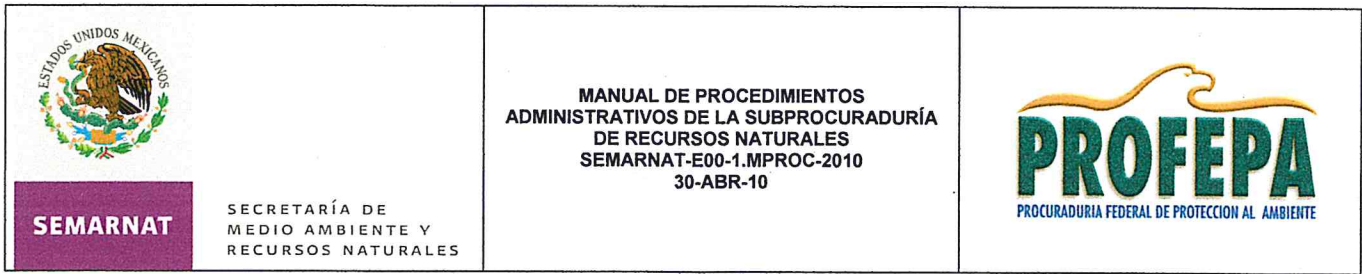 ESTADOS UNIDOS MEXICANOS
SEMARNAT
SECRETARÍA DE
MEDIO AMBIENTE Y
RECURSOS NATURALES
MANUAL DE PROCEDIMIENTOS
ADMINISTRATIVOS DE LA SUBPROCURADURÍA
DE RECURSOS NATURALES
SEMARNAT-E00-1.MPROC-2010
30-ABR-10
PROFEPA
PROCURADURIA FEDERAL DE PROTECCION AL AMBIENTE